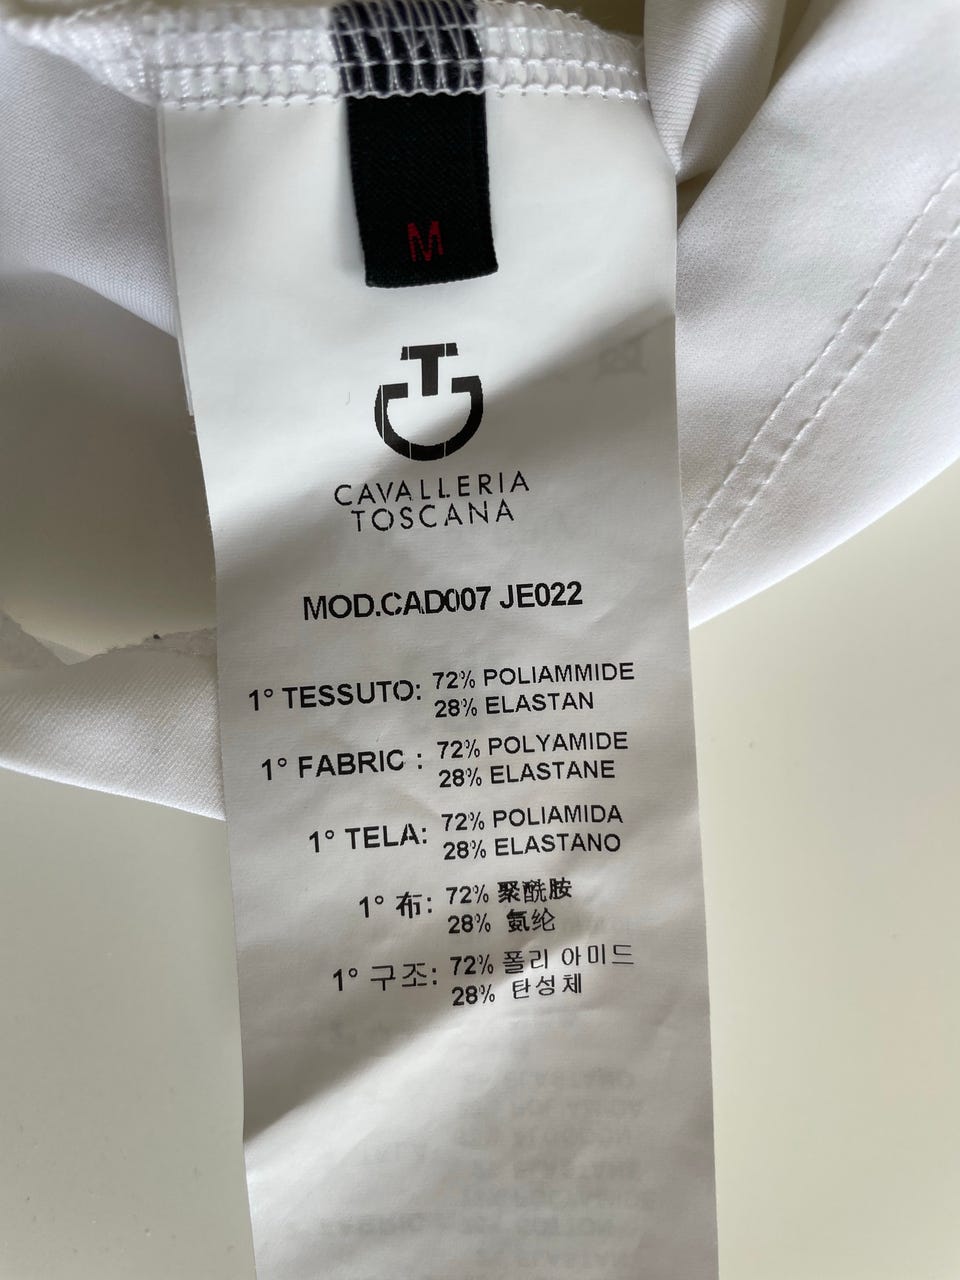 M
CAVALLERIA
TOSCANA
MOD.CAD007 JE022
1° TESSUTO: 72% POLIAMMIDE
28% ELASTAN
1° FABRIC : 72% POLYAMIDE
28% ELASTANE
1° TELA: 72% POLIAMIDA
28% ELASTANO
1° 布: 72% 聚酰胺
28% 氨纶
1° 구조: 72% 폴리 아미드
28% 탄성체